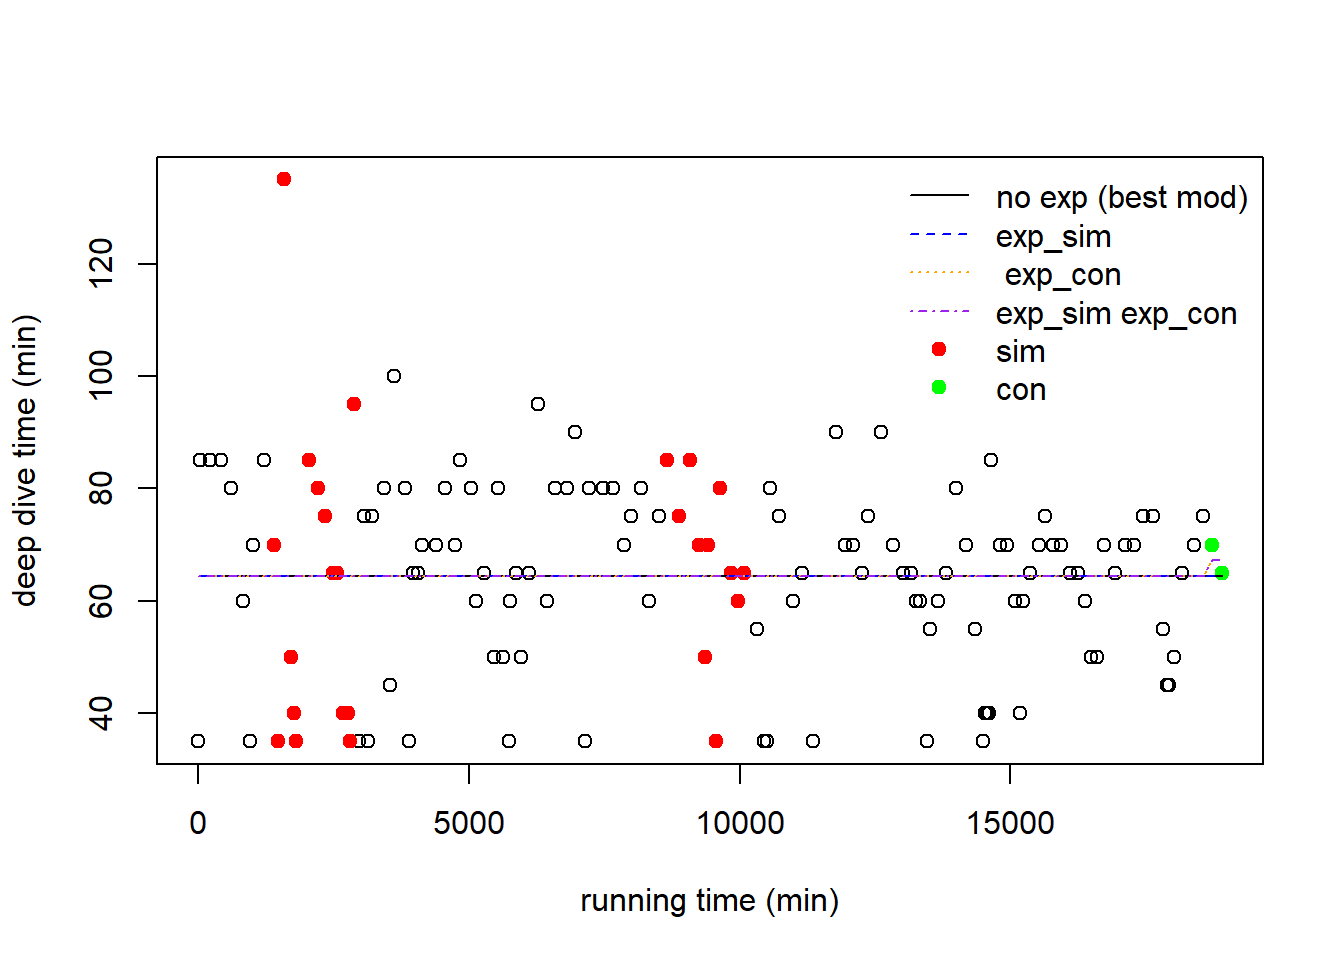 no exp (best mod)
exp_sim
exp_con
exp_sim exp_con
sim
con
deep dive time (min)
120
100
80
60
40
0 5000 10000 15000
running time (min)